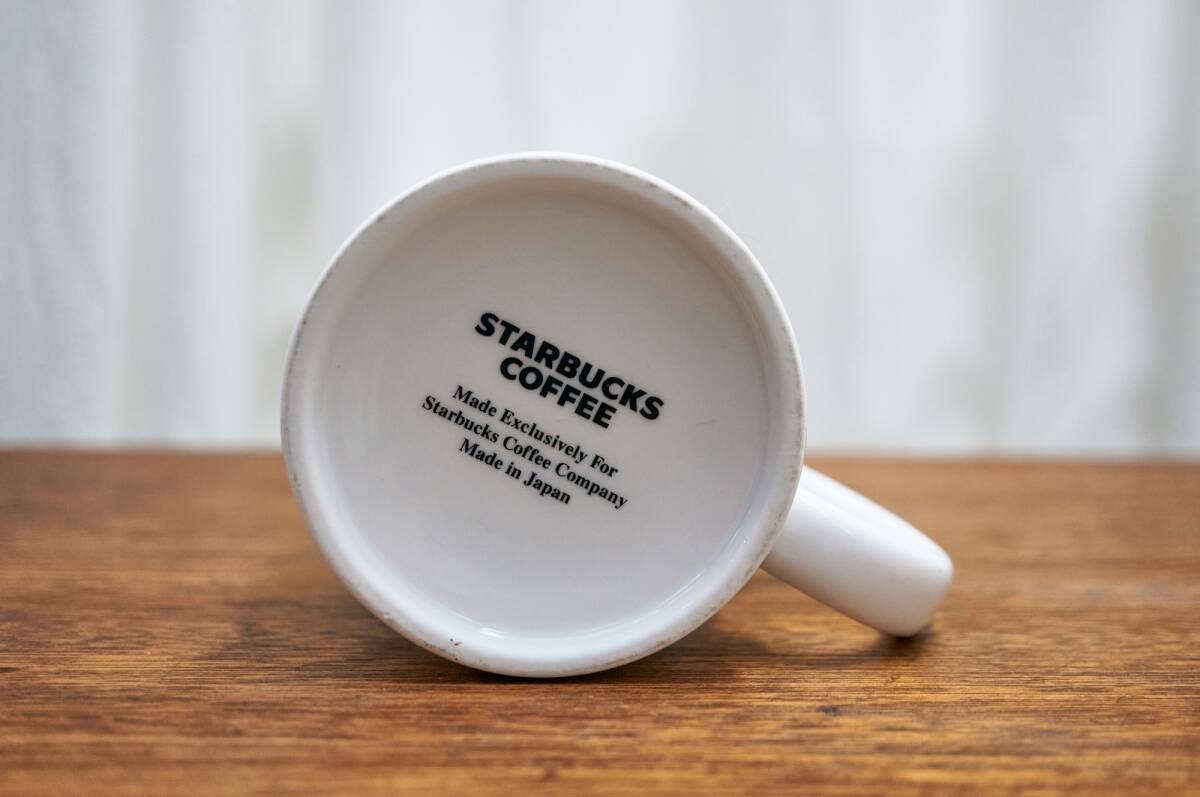 STARBUCKS
COFFEE
Made Exclusively For
Starbucks Coffee Company
Made in Japan